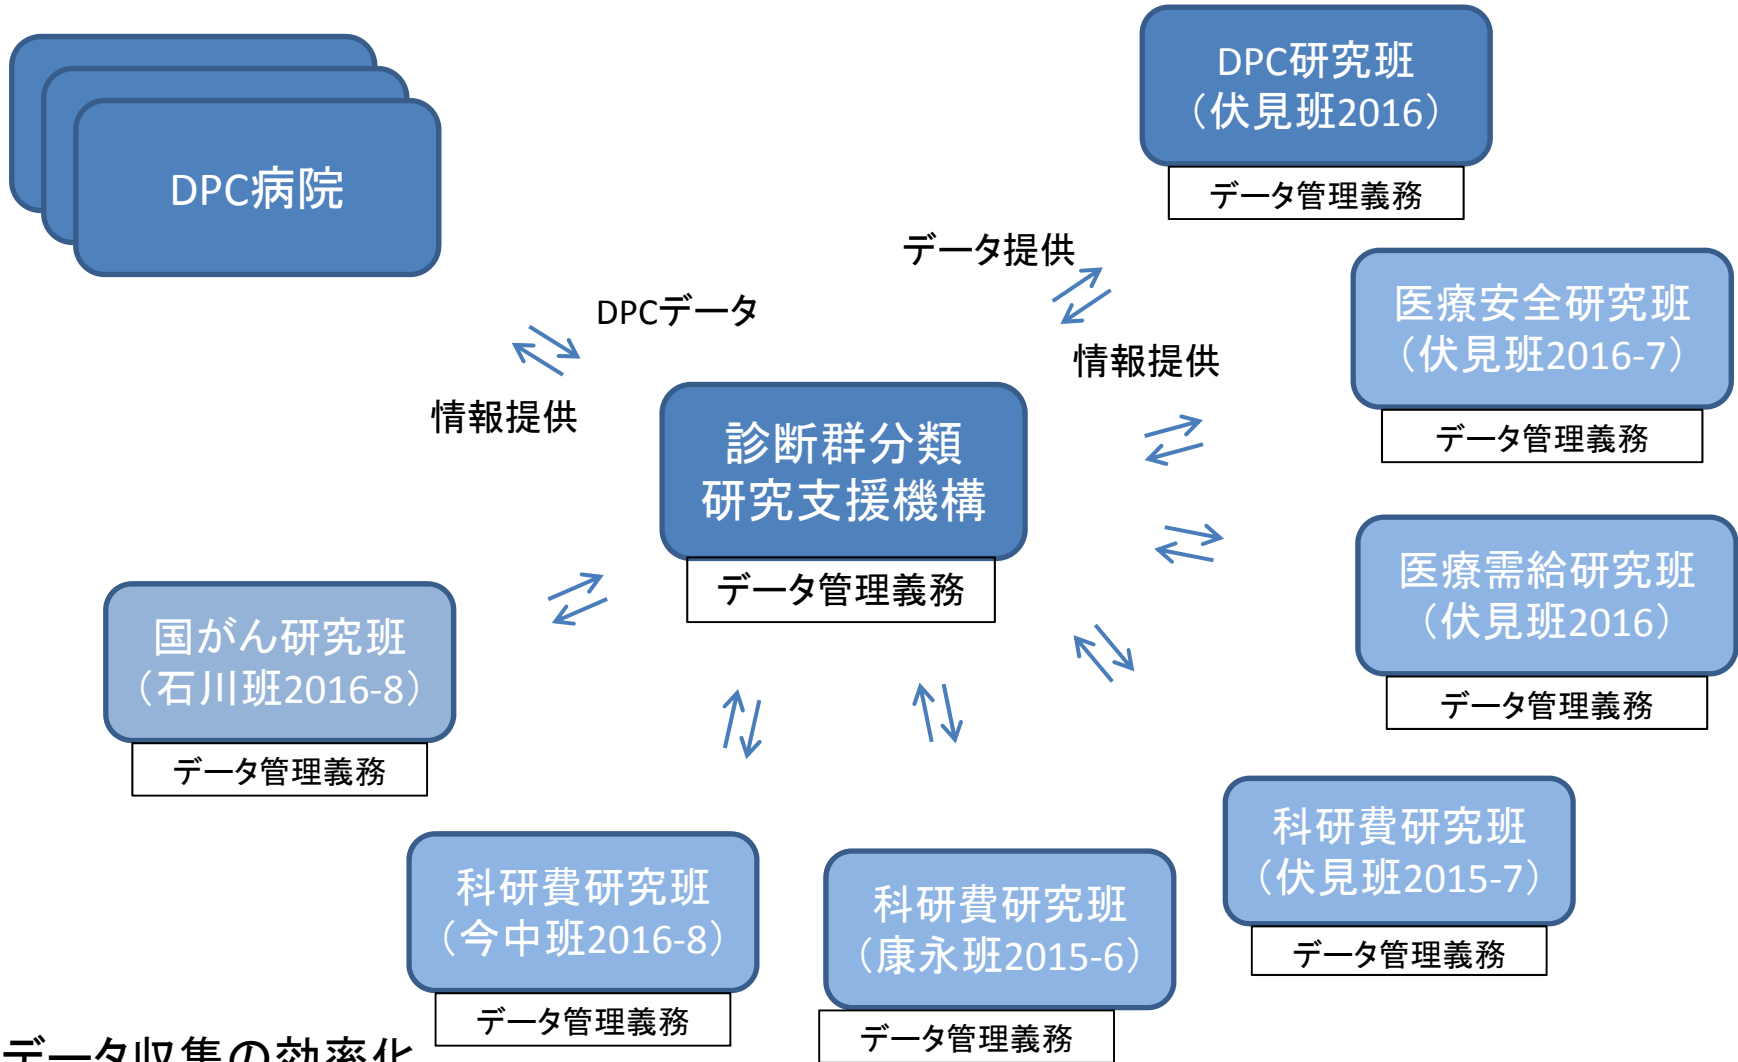 DPC病院
DPC研究班
（伏見班2016）
データ管理義務
データ提供
情報提供
DPCデータ
情報提供
医療安全研究班
（伏見班2016-7）
データ管理義務
診断群分類
研究支援機構
データ管理義務
医療需給研究班
（伏見班2016）
データ管理義務
国がん研究班
（石川班2016-8）
データ管理義務
科研費研究班
（伏見班2015-7）
データ管理義務
科研費研究班
（今中班2016-8）
データ管理義務
科研費研究班
（康永班2015-6）
データ管理義務
データ収集の効率化